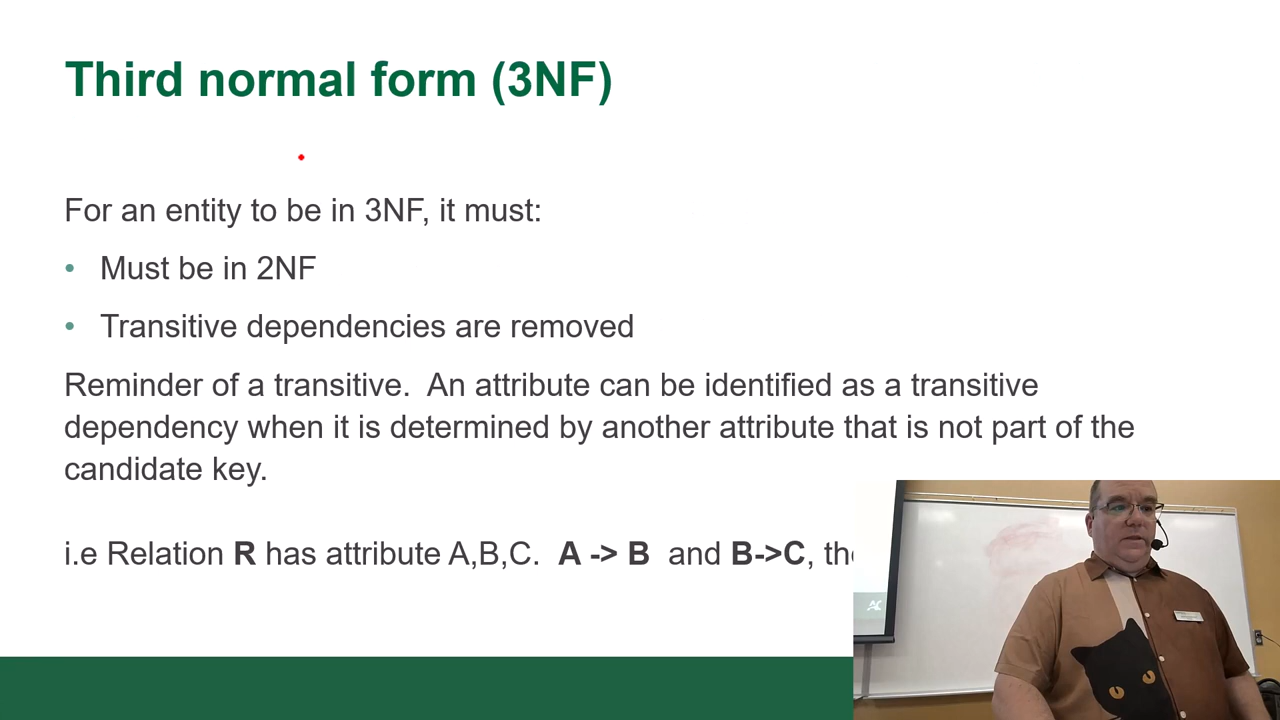 Third normal form (3NF)
For an entity to be in 3NF, it must:
• Must be in 2NF
• Transitive dependencies are removed
Reminder of a transitive.  An attribute can be identified as a transitive
dependency when it is determined by another attribute that is not part of the
candidate key.
i.e Relation R has attribute A,B,C.  A -> B  and B->C,